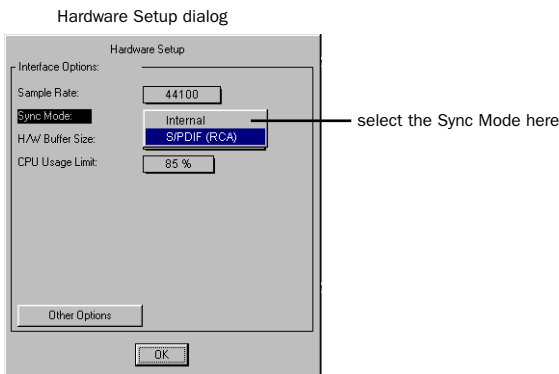 Hardware Setup dialog
Hardware Setup
Interface Options:
Sample Rate: 44100
Sync Mode: Internal
select the Sync Mode here
S/PDIF (RCA)
H/W Buffer Size:
CPU Usage Limit: 85 %
Other Options
OK